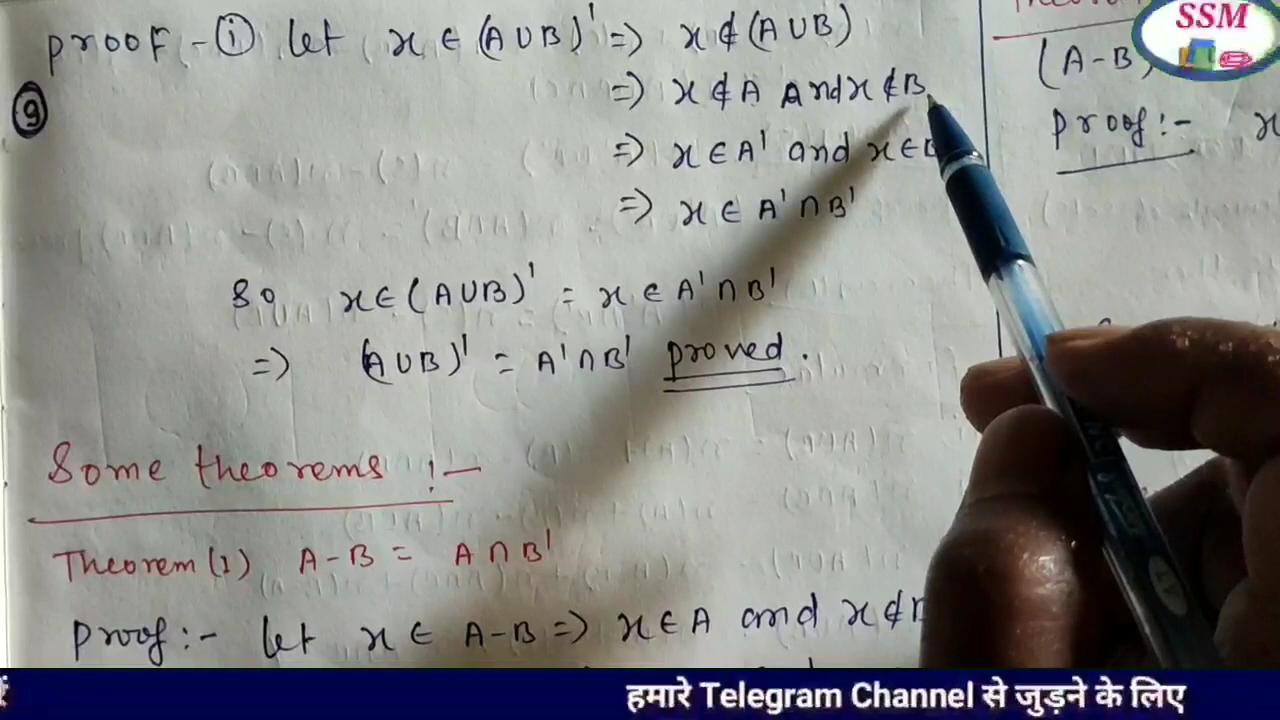 proof - (i) let x ∈ (A∪B)' => x ∉ (A∪B)
=> x ∉ A And x ∉ B
=> x ∈ A' and x ∈
=> x ∈ A' ∩ B'
So x ∈ (A∪B)' = x ∈ A' ∩ B'
=> (A∪B)' = A' ∩ B' proved.
Some theorems :-
Theorem (1) A-B = A ∩ B'
proof :- let x ∈ A-B => x ∈ A and x ∉ B
9
SSM
(A-B)
proof :- x
हमारे Telegram Channel से जुड़ने के लिए